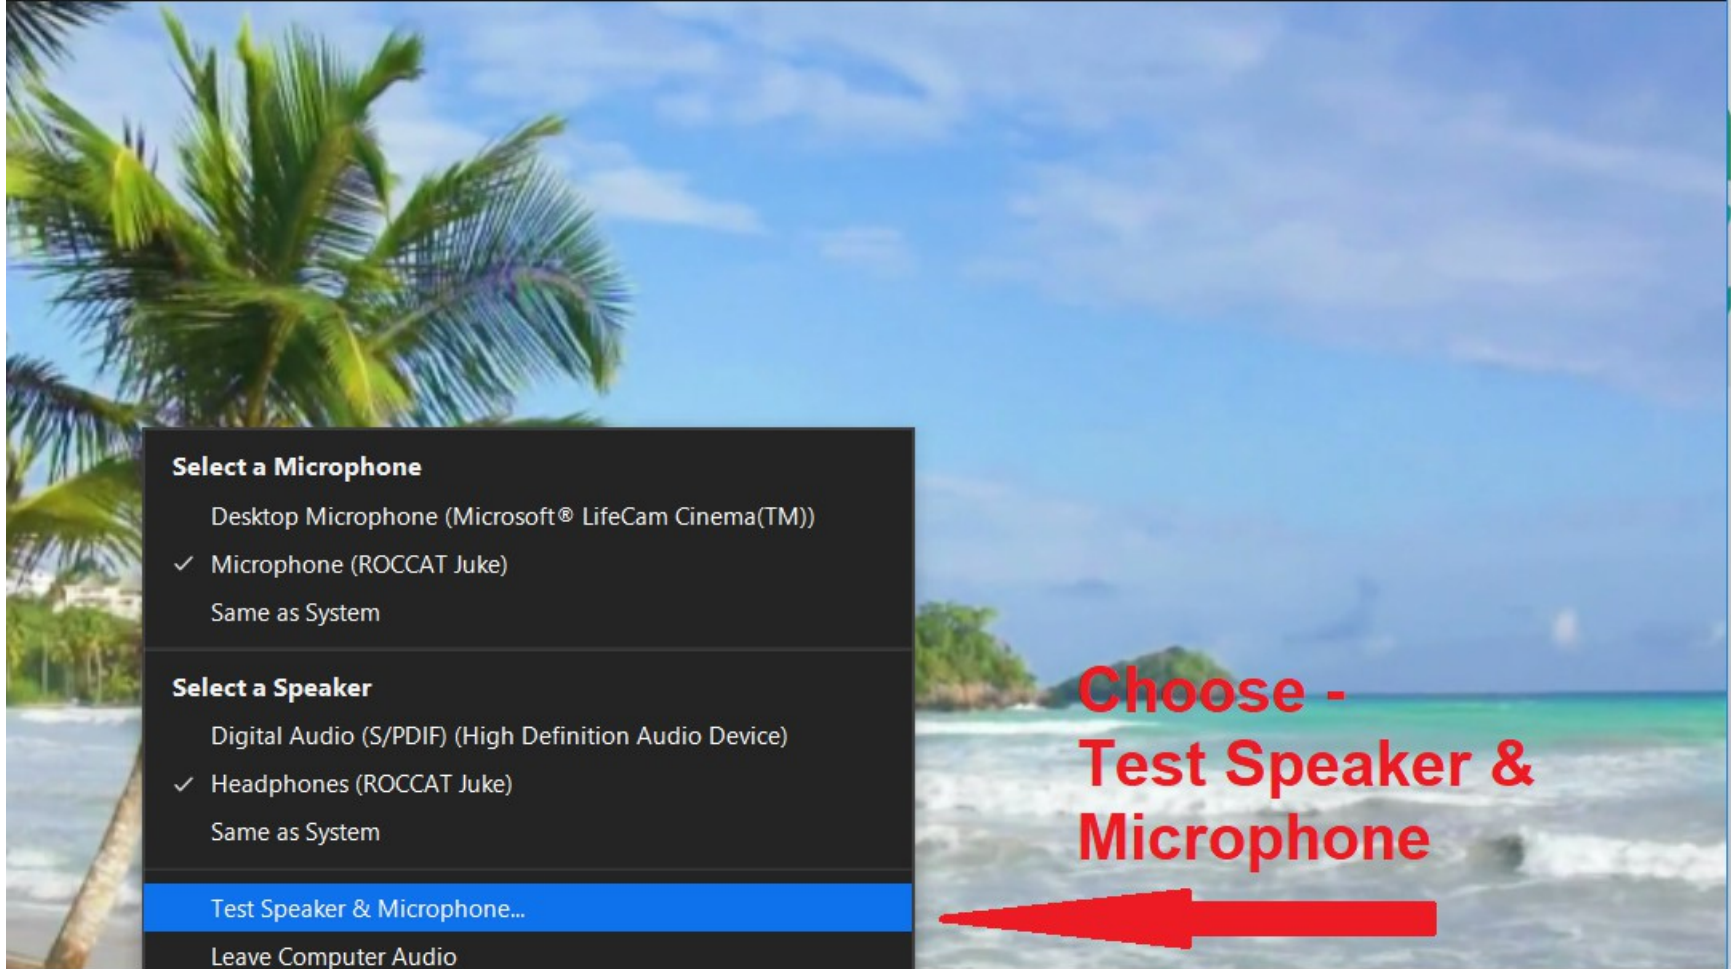 Select a Microphone
Desktop Microphone (Microsoft® LifeCam Cinema(TM))
✓ Microphone (ROCCAT Juke)
Same as System
Select a Speaker
Digital Audio (S/PDIF) (High Definition Audio Device)
✓ Headphones (ROCCAT Juke)
Same as System
Test Speaker & Microphone...
Leave Computer Audio
Choose -
Test Speaker &
Microphone